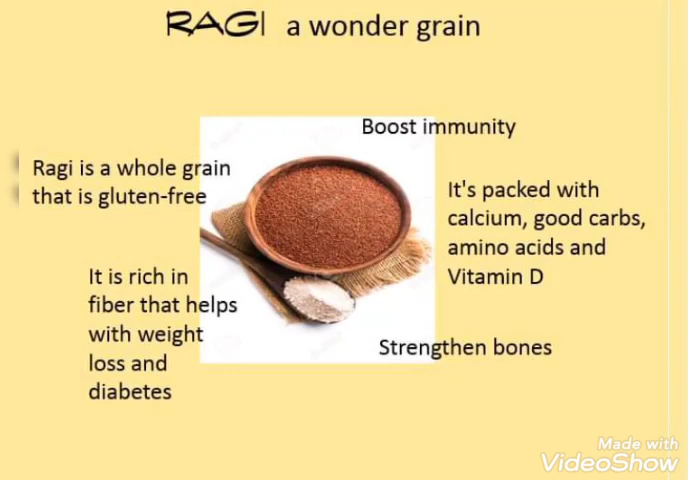 RAGI a wonder grain
Boost immunity
Ragi is a whole grain
that is gluten-free
It's packed with
calcium, good carbs,
amino acids and
Vitamin D
It is rich in
fiber that helps
with weight
loss and
diabetes
Strengthen bones
Made with
VideoShow